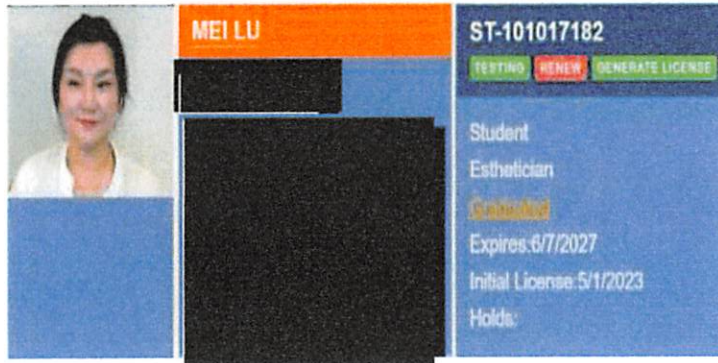 MEI LU
ST-101017182
TESTING RENEW GENERATE LICENSE
Student
Esthetician
Graduated
Expires:6/7/2027
Initial License:5/1/2023
Holds: